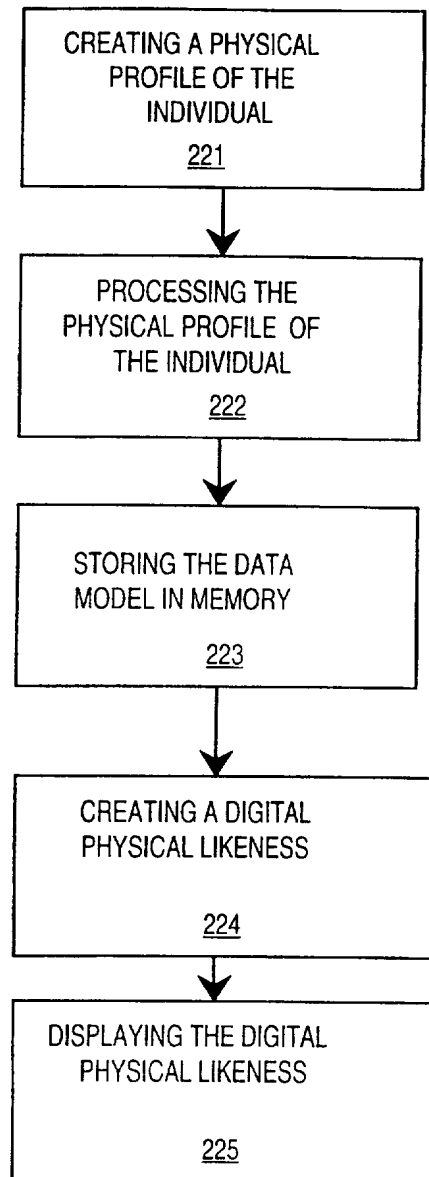 CREATING A PHYSICAL
PROFILE OF THE
INDIVIDUAL
221
PROCESSING THE
PHYSICAL PROFILE OF
THE INDIVIDUAL
222
STORING THE DATA
MODEL IN MEMORY
223
CREATING A DIGITAL
PHYSICAL LIKENESS
224
DISPLAYING THE DIGITAL
PHYSICAL LIKENESS
225